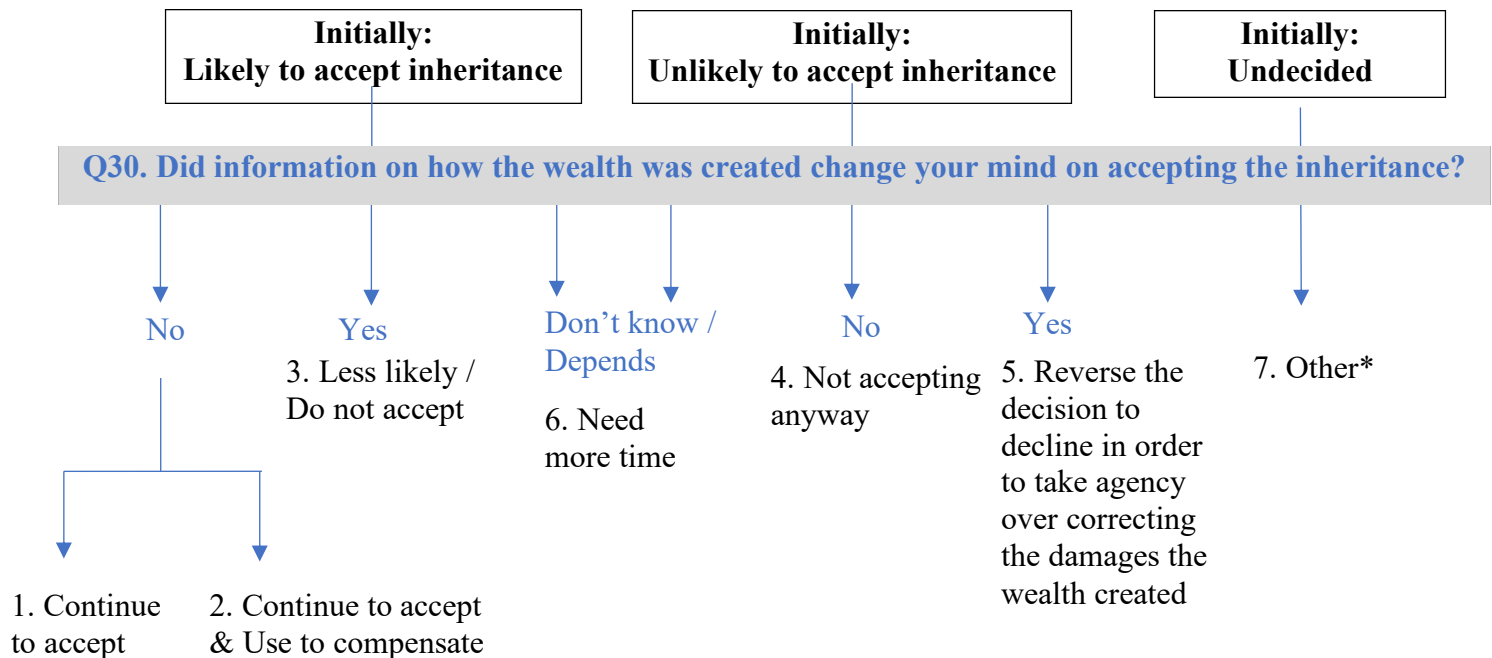 Initially:
Likely to accept inheritance
Initially:
Unlikely to accept inheritance
Initially:
Undecided
Q30. Did information on how the wealth was created change your mind on accepting the inheritance?
No
Yes
3. Less likely /
Do not accept
Don’t know /
Depends
6. Need
more time
No
4. Not accepting
anyway
Yes
5. Reverse the
decision to
decline in order
to take agency
over correcting
the damages the
wealth created
7. Other*
1. Continue
to accept
2. Continue to accept
& Use to compensate